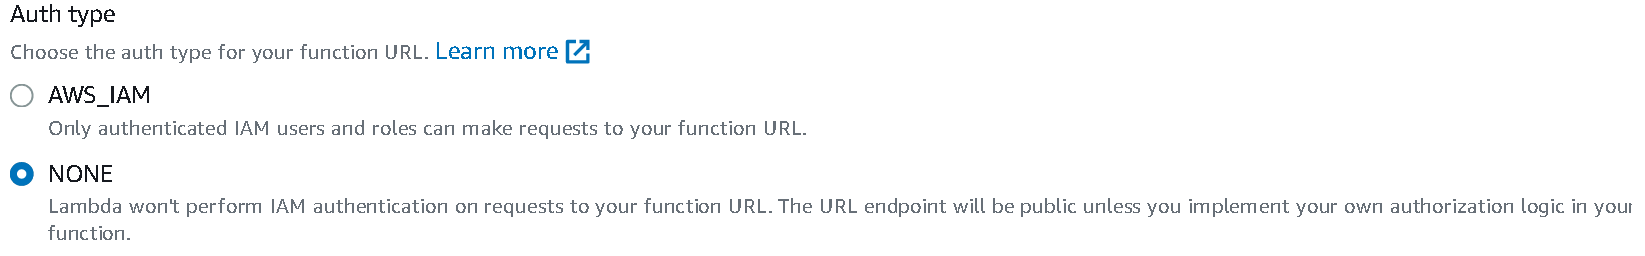 Auth type
Choose the auth type for your function URL. Learn more
AWS_IAM
Only authenticated IAM users and roles can make requests to your function URL.
NONE
Lambda won't perform IAM authentication on requests to your function URL. The URL endpoint will be public unless you implement your own authorization logic in your
function.